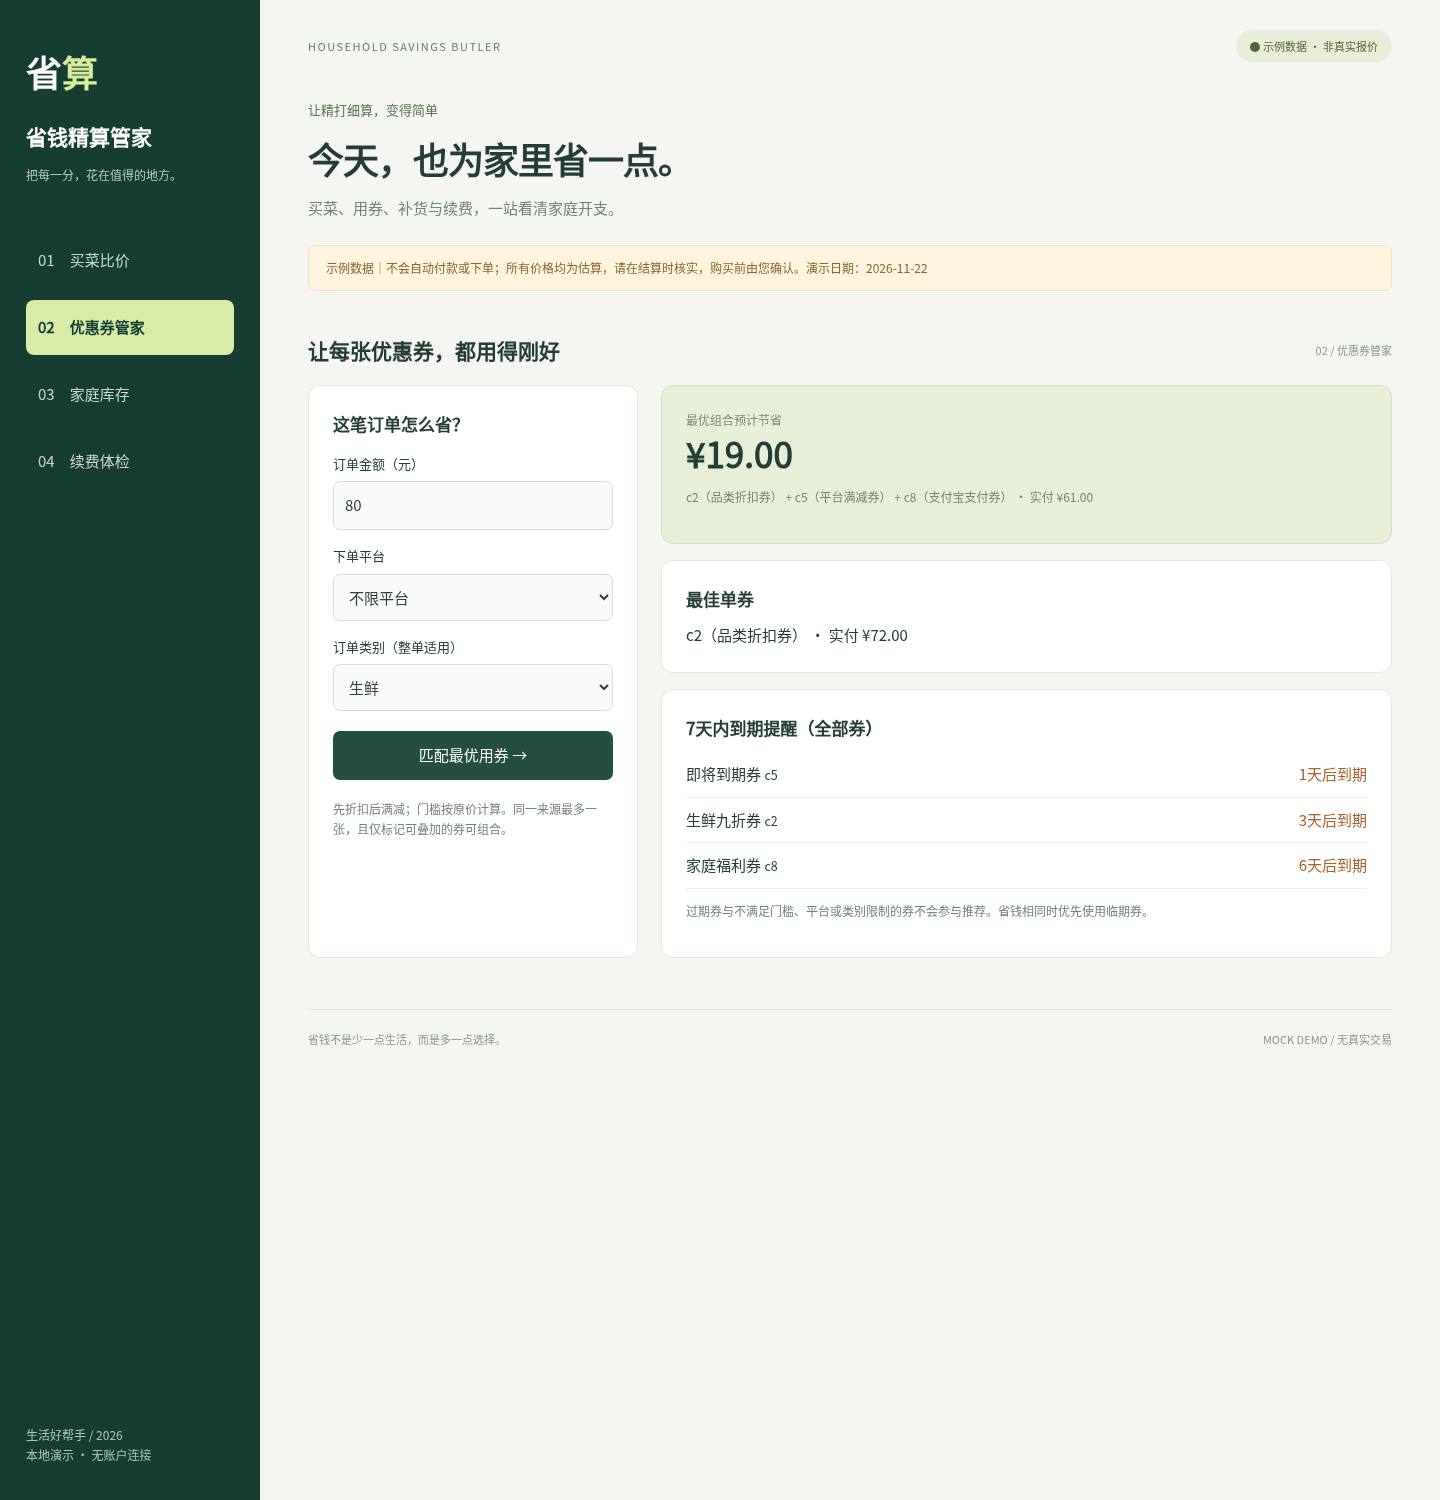 省算
省钱精算管家
把每一分，花在值得的地方。
01 买菜比价
02 优惠券管家
03 家庭库存
04 续费体检
生活好帮手 / 2026
本地演示 · 无账户连接
HOUSEHOLD SAVINGS BUTLER
● 示例数据 · 非真实报价
让精打细算，变得简单
今天，也为家里省一点。
买菜、用券、补货与续费，一站看清家庭开支。
示例数据｜不会自动付款或下单；所有价格均为估算，请在结算时核实，购买前由您确认。演示日期：2026-11-22
让每张优惠券，都用得刚好
02 / 优惠券管家
这笔订单怎么省？
订单金额（元）
80
下单平台
不限平台
订单类别（整单适用）
生鲜
匹配最优用券 →
先折扣后满减；门槛按原价计算。同一来源最多一
张，且仅标记可叠加的券可组合。
最优组合预计节省
¥19.00
c2（品类折扣券） + c5（平台满减券） + c8（支付宝支付券） · 实付 ¥61.00
最佳单券
c2（品类折扣券） · 实付 ¥72.00
7天内到期提醒（全部券）
即将到期券 c5 1天后到期
生鲜九折券 c2 3天后到期
家庭福利券 c8 6天后到期
过期券与不满足门槛、平台或类别限制的券不会参与推荐。省钱相同时优先使用临期券。
省钱不是少一点生活，而是多一点选择。
MOCK DEMO / 无真实交易